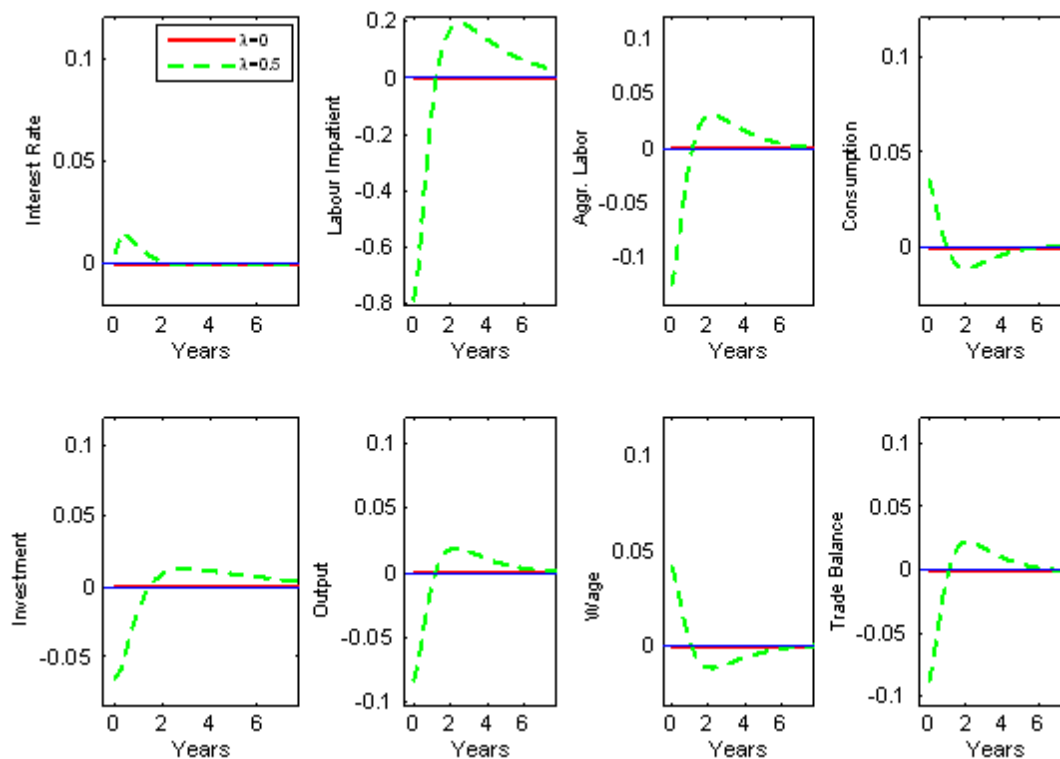 λ=0
λ=0.5
Interest Rate
0.1
0.05
0
0 2 4 6
Years
Labour Impatient
0.2
0
-0.2
-0.4
-0.6
-0.8
0 2 4 6
Years
Aggr. Labor
0.1
0.05
0
-0.05
-0.1
0 2 4 6
Years
Consumption
0.1
0.05
0
0 2 4 6
Years
Investment
0.1
0.05
0
-0.05
0 2 4 6
Years
Output
0.1
0.05
0
-0.05
-0.1
0 2 4 6
Years
Wage
0.1
0.05
0
0 2 4 6
Years
Trade Balance
0.1
0.05
0
-0.05
-0.1
0 2 4 6
Years